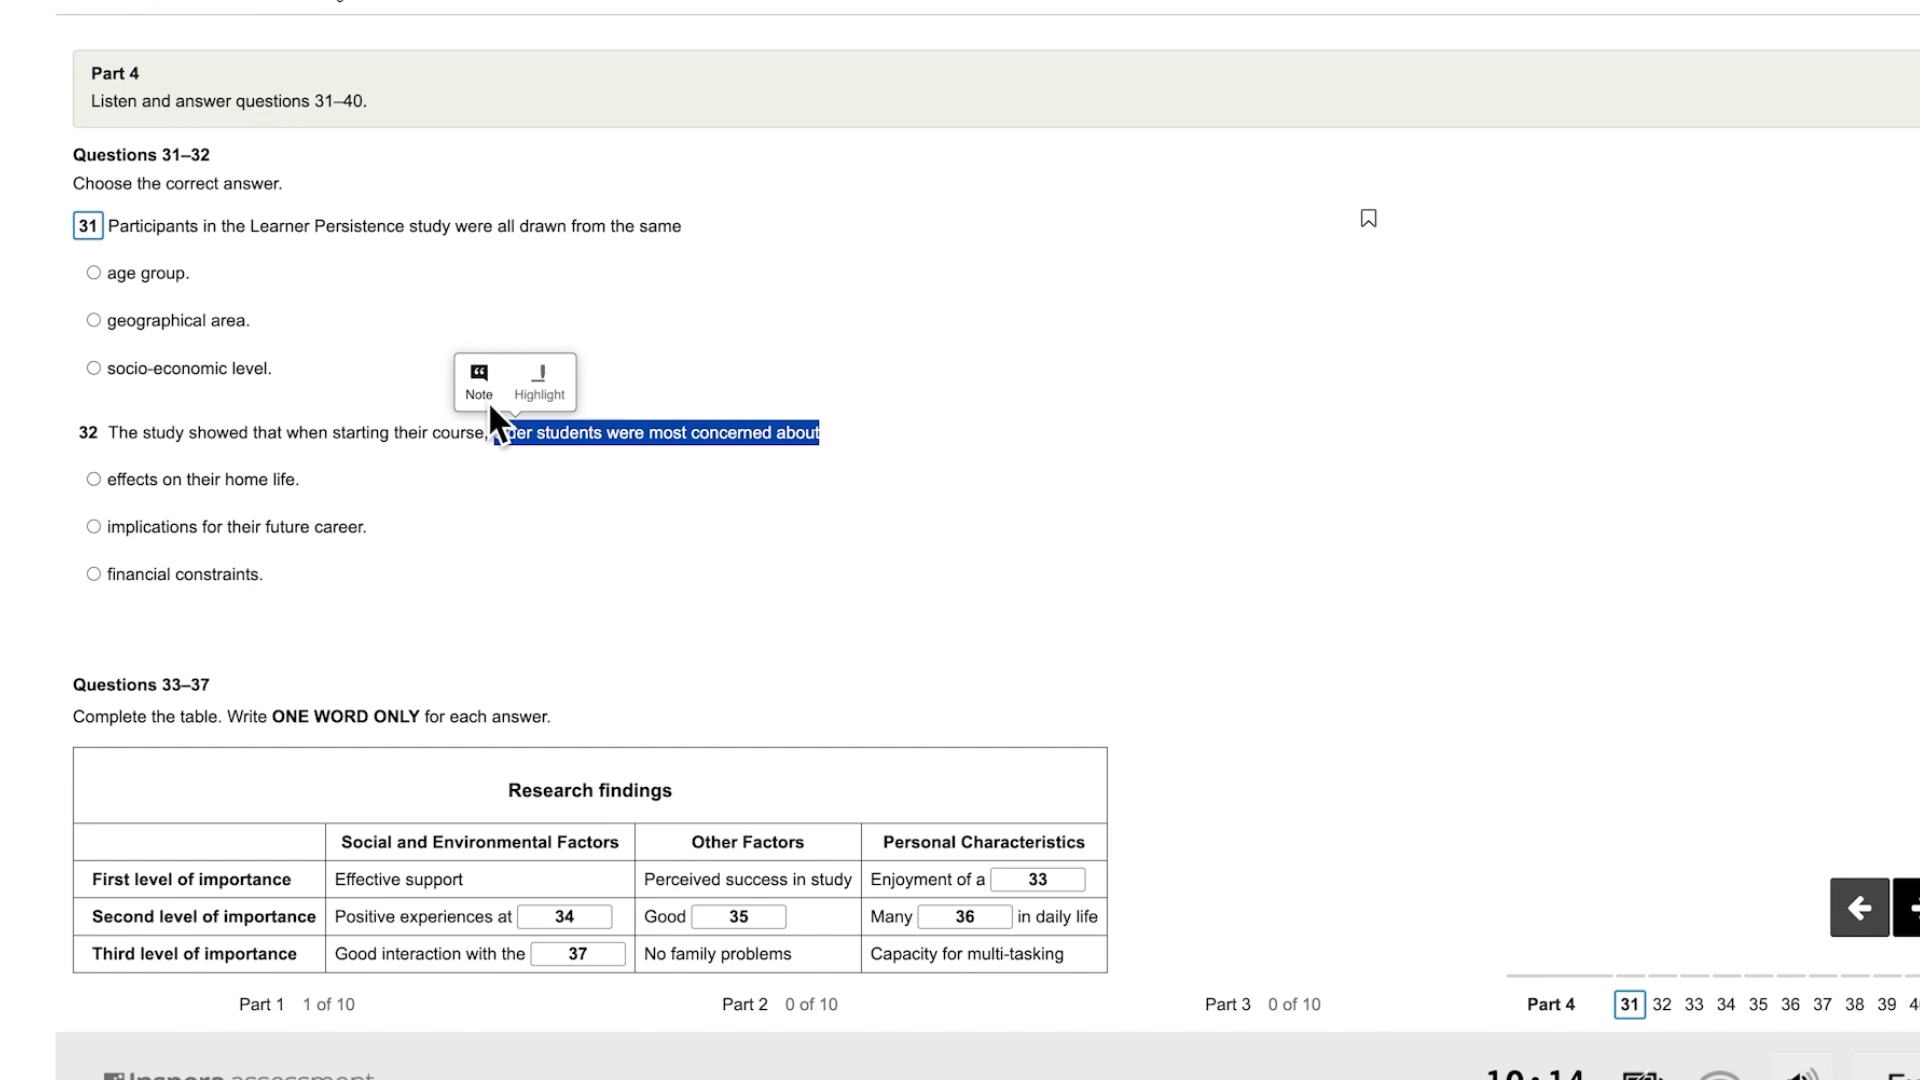 Part 4
Listen and answer questions 31–40.
Questions 31–32
Choose the correct answer.
31 Participants in the Learner Persistence study were all drawn from the same
age group.
geographical area.
socio-economic level.
Note Highlight
32 The study showed that when starting their course, students were most concerned about
effects on their home life.
implications for their future career.
financial constraints.
Questions 33–37
Complete the table. Write ONE WORD ONLY for each answer.
Research findings
Social and Environmental Factors Other Factors Personal Characteristics
First level of importance Effective support Perceived success in study Enjoyment of a 33
Second level of importance Positive experiences at 34 Good 35 Many 36 in daily life
Third level of importance Good interaction with the 37 No family problems Capacity for multi-tasking
Part 1 1 of 10 Part 2 0 of 10 Part 3 0 of 10 Part 4 31 32 33 34 35 36 37 38 39
Inspera assessment 10:14